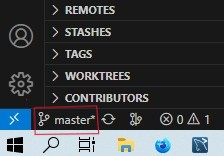 REMOTES
STASHES
TAGS
WORKTREES
CONTRIBUTORS
master* 0 1